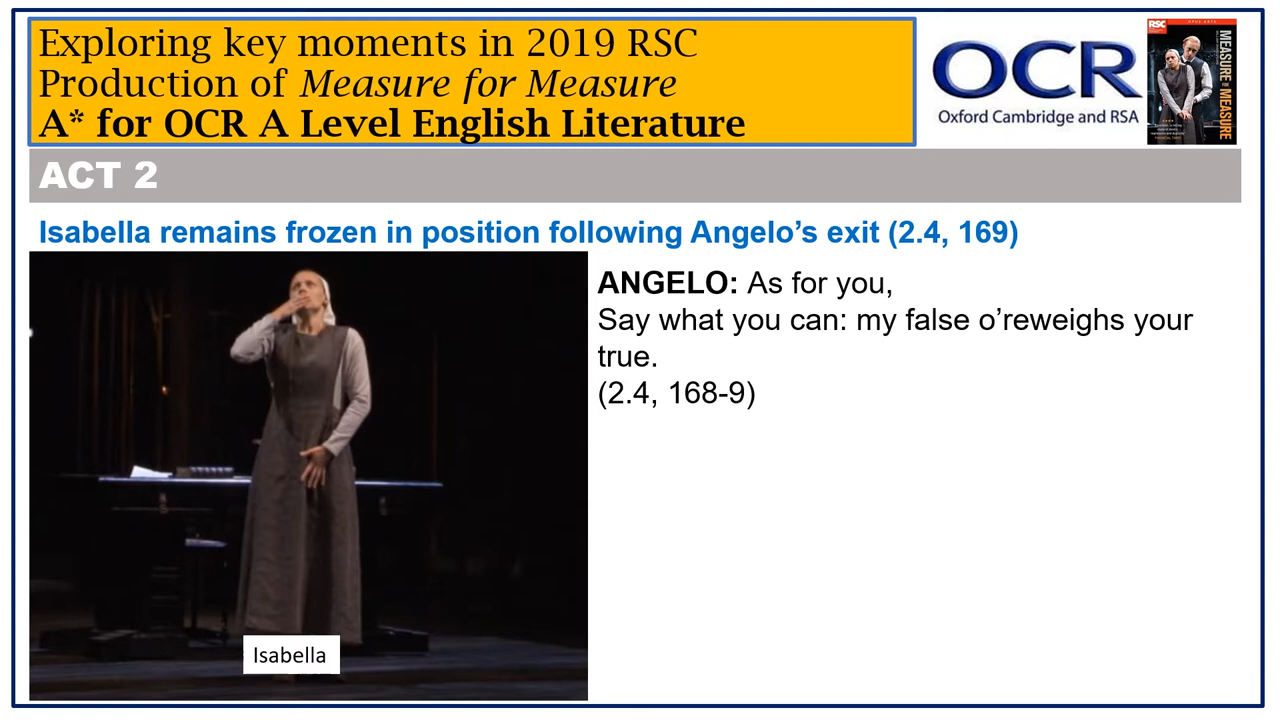 Exploring key moments in 2019 RSC
Production of Measure for Measure
A* for OCR A Level English Literature
OCR
Oxford Cambridge and RSA
RSC
OPUS ARTE
MEASURE FOR MEASURE
ACT 2
Isabella remains frozen in position following Angelo’s exit (2.4, 169)
ANGELO: As for you,
Say what you can: my false o’reweighs your
true.
(2.4, 168-9)
Isabella